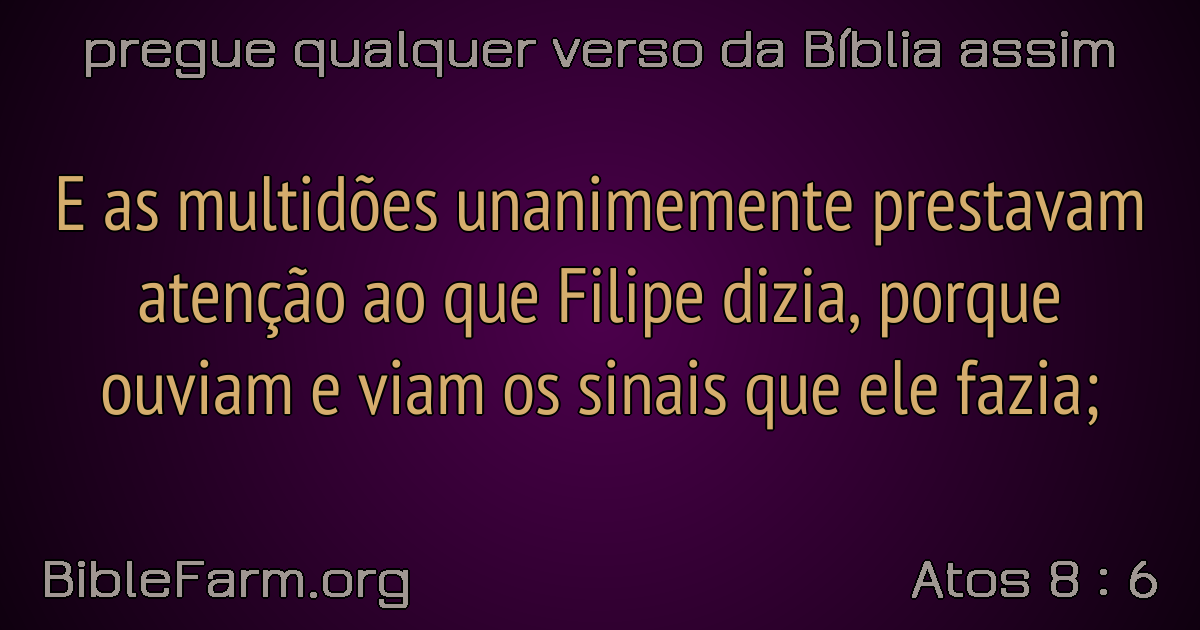 pregue qualquer verso da Bíblia assim
E as multidões unanimemente prestavam
atenção ao que Filipe dizia, porque
ouviam e viam os sinais que ele fazia;
BibleFarm.org
Atos 8 : 6